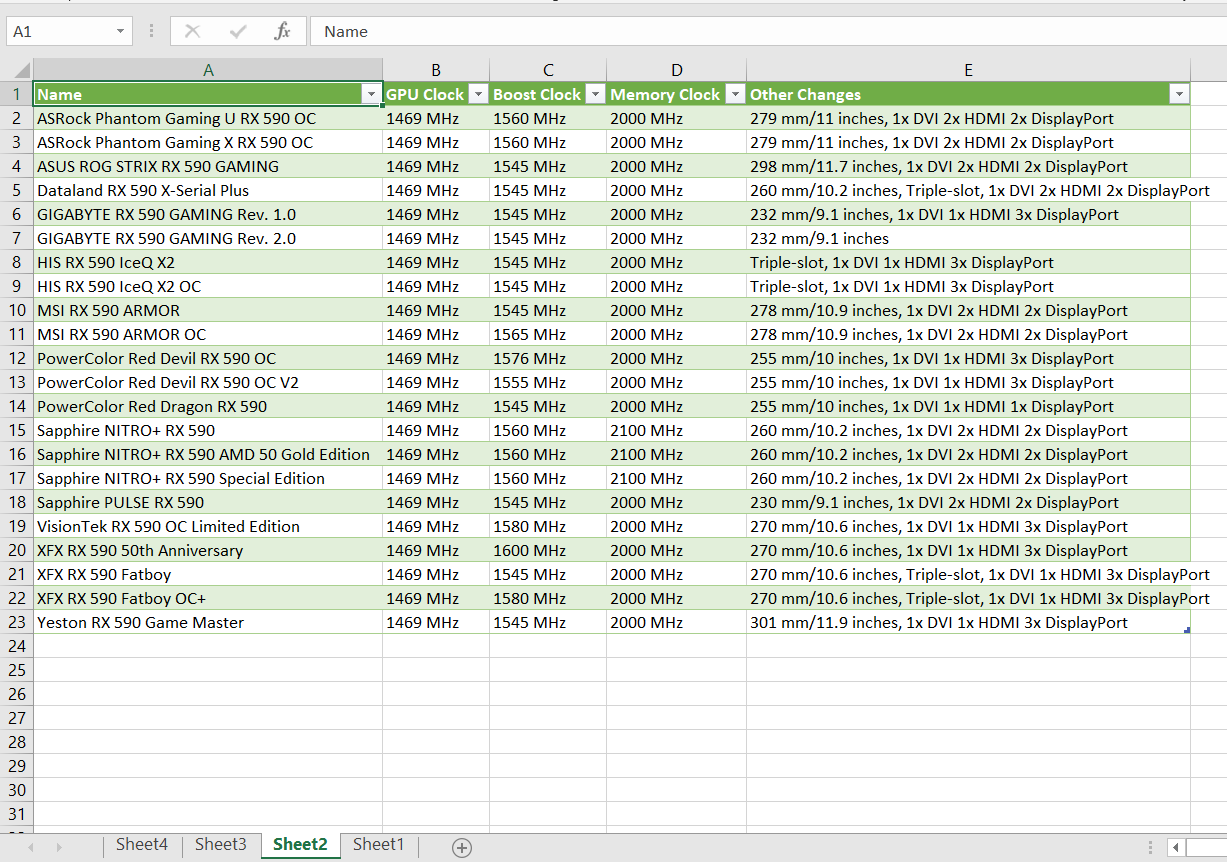 A1 fx Name
A B C D E
1 Name GPU Clock Boost Clock Memory Clock Other Changes
2 ASRock Phantom Gaming U RX 590 OC 1469 MHz 1560 MHz 2000 MHz 279 mm/11 inches, 1x DVI 2x HDMI 2x DisplayPort
3 ASRock Phantom Gaming X RX 590 OC 1469 MHz 1560 MHz 2000 MHz 279 mm/11 inches, 1x DVI 2x HDMI 2x DisplayPort
4 ASUS ROG STRIX RX 590 GAMING 1469 MHz 1545 MHz 2000 MHz 298 mm/11.7 inches, 1x DVI 2x HDMI 2x DisplayPort
5 Dataland RX 590 X-Serial Plus 1469 MHz 1545 MHz 2000 MHz 260 mm/10.2 inches, Triple-slot, 1x DVI 2x HDMI 2x DisplayPort
6 GIGABYTE RX 590 GAMING Rev. 1.0 1469 MHz 1545 MHz 2000 MHz 232 mm/9.1 inches, 1x DVI 1x HDMI 3x DisplayPort
7 GIGABYTE RX 590 GAMING Rev. 2.0 1469 MHz 1545 MHz 2000 MHz 232 mm/9.1 inches
8 HIS RX 590 IceQ X2 1469 MHz 1545 MHz 2000 MHz Triple-slot, 1x DVI 1x HDMI 3x DisplayPort
9 HIS RX 590 IceQ X2 OC 1469 MHz 1545 MHz 2000 MHz Triple-slot, 1x DVI 1x HDMI 3x DisplayPort
10 MSI RX 590 ARMOR 1469 MHz 1545 MHz 2000 MHz 278 mm/10.9 inches, 1x DVI 2x HDMI 2x DisplayPort
11 MSI RX 590 ARMOR OC 1469 MHz 1565 MHz 2000 MHz 278 mm/10.9 inches, 1x DVI 2x HDMI 2x DisplayPort
12 PowerColor Red Devil RX 590 OC 1469 MHz 1576 MHz 2000 MHz 255 mm/10 inches, 1x DVI 1x HDMI 3x DisplayPort
13 PowerColor Red Devil RX 590 OC V2 1469 MHz 1555 MHz 2000 MHz 255 mm/10 inches, 1x DVI 1x HDMI 3x DisplayPort
14 PowerColor Red Dragon RX 590 1469 MHz 1545 MHz 2000 MHz 255 mm/10 inches, 1x DVI 1x HDMI 1x DisplayPort
15 Sapphire NITRO+ RX 590 1469 MHz 1560 MHz 2100 MHz 260 mm/10.2 inches, 1x DVI 2x HDMI 2x DisplayPort
16 Sapphire NITRO+ RX 590 AMD 50 Gold Edition 1469 MHz 1560 MHz 2100 MHz 260 mm/10.2 inches, 1x DVI 2x HDMI 2x DisplayPort
17 Sapphire NITRO+ RX 590 Special Edition 1469 MHz 1560 MHz 2100 MHz 260 mm/10.2 inches, 1x DVI 2x HDMI 2x DisplayPort
18 Sapphire PULSE RX 590 1469 MHz 1545 MHz 2000 MHz 230 mm/9.1 inches, 1x DVI 2x HDMI 2x DisplayPort
19 VisionTek RX 590 OC Limited Edition 1469 MHz 1580 MHz 2000 MHz 270 mm/10.6 inches, 1x DVI 1x HDMI 3x DisplayPort
20 XFX RX 590 50th Anniversary 1469 MHz 1600 MHz 2000 MHz 270 mm/10.6 inches, 1x DVI 1x HDMI 3x DisplayPort
21 XFX RX 590 Fatboy 1469 MHz 1545 MHz 2000 MHz 270 mm/10.6 inches, Triple-slot, 1x DVI 1x HDMI 3x DisplayPort
22 XFX RX 590 Fatboy OC+ 1469 MHz 1580 MHz 2000 MHz 270 mm/10.6 inches, Triple-slot, 1x DVI 1x HDMI 3x DisplayPort
23 Yeston RX 590 Game Master 1469 MHz 1545 MHz 2000 MHz 301 mm/11.9 inches, 1x DVI 1x HDMI 3x DisplayPort
24
25
26
27
28
29
30
31
Sheet4 Sheet3 Sheet2 Sheet1